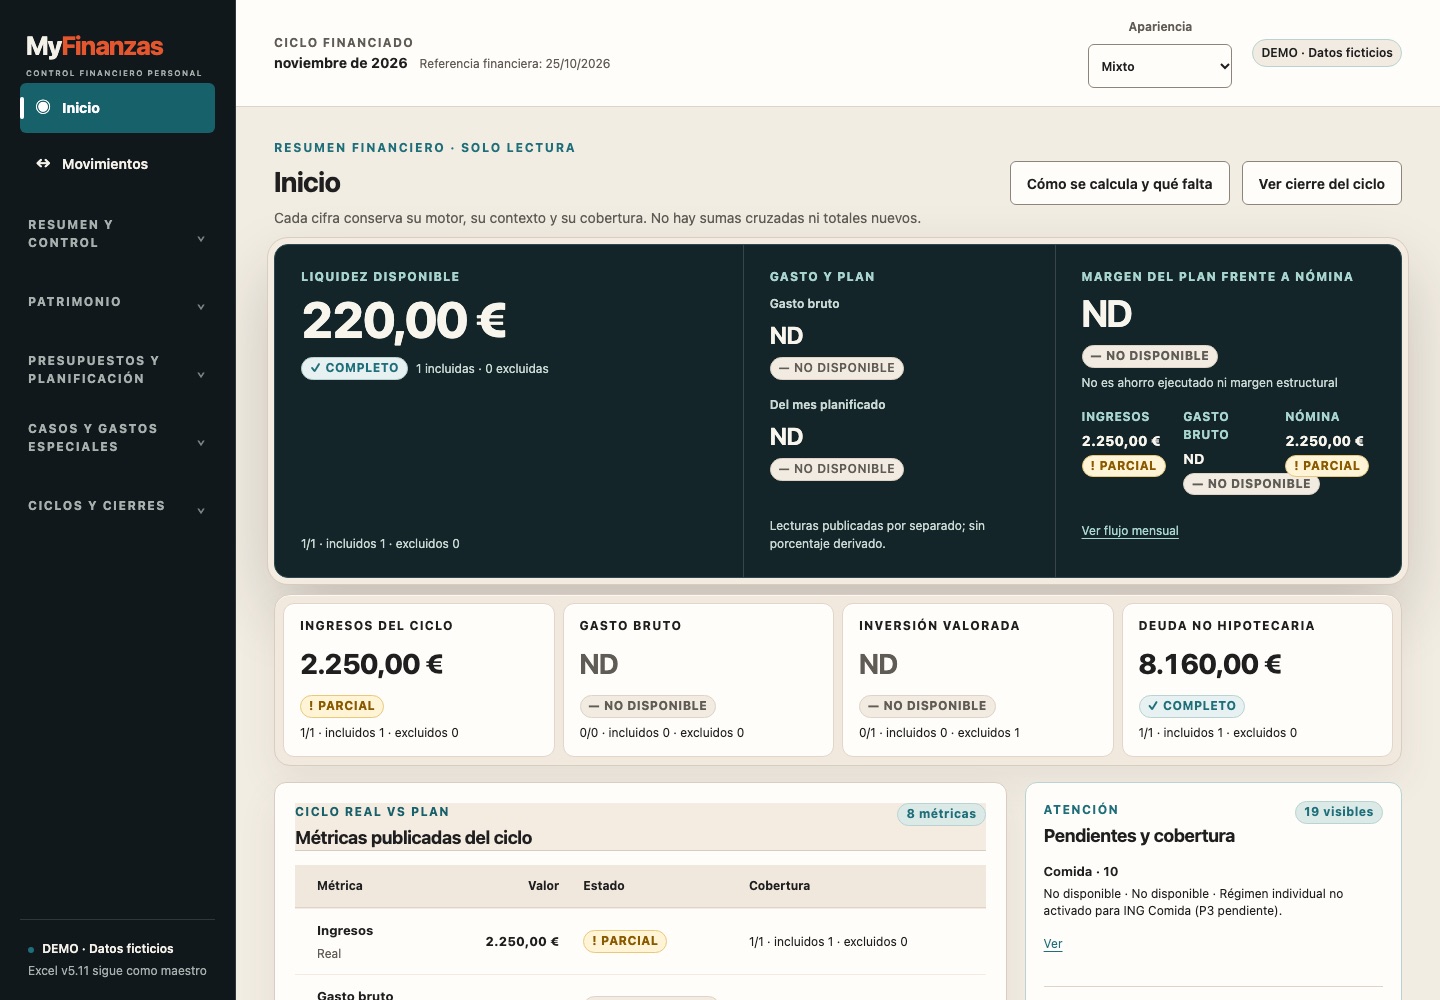 MyFinanzas
CONTROL FINANCIERO PERSONAL
Inicio
Movimientos
RESUMEN Y
CONTROL
PATRIMONIO
PRESUPUESTOS Y
PLANIFICACIÓN
CASOS Y GASTOS
ESPECIALES
CICLOS Y CIERRES
DEMO · Datos ficticios
Excel v5.11 sigue como maestro
CICLO FINANCIADO
noviembre de 2026 Referencia financiera: 25/10/2026
Apariencia
Mixto
DEMO · Datos ficticios
RESUMEN FINANCIERO · SOLO LECTURA
Inicio
Cada cifra conserva su motor, su contexto y su cobertura. No hay sumas cruzadas ni totales nuevos.
Cómo se calcula y qué falta
Ver cierre del ciclo
LIQUIDEZ DISPONIBLE
220,00 €
✓ COMPLETO 1 incluidas · 0 excluidas
1/1 · incluidos 1 · excluidos 0
GASTO Y PLAN
Gasto bruto
ND
— NO DISPONIBLE
Del mes planificado
ND
— NO DISPONIBLE
Lecturas publicadas por separado; sin
porcentaje derivado.
MARGEN DEL PLAN FRENTE A NÓMINA
ND
— NO DISPONIBLE
No es ahorro ejecutado ni margen estructural
INGRESOS
2.250,00 €
! PARCIAL
GASTO
BRUTO
ND
— NO DISPONIBLE
NÓMINA
2.250,00 €
! PARCIAL
Ver flujo mensual
INGRESOS DEL CICLO
2.250,00 €
! PARCIAL
1/1 · incluidos 1 · excluidos 0
GASTO BRUTO
ND
— NO DISPONIBLE
0/0 · incluidos 0 · excluidos 0
INVERSIÓN VALORADA
ND
— NO DISPONIBLE
0/1 · incluidos 0 · excluidos 1
DEUDA NO HIPOTECARIA
8.160,00 €
✓ COMPLETO
1/1 · incluidos 1 · excluidos 0
CICLO REAL VS PLAN
Métricas publicadas del ciclo
8 métricas
Métrica Valor Estado Cobertura
Ingresos
Real
2.250,00 € ! PARCIAL 1/1 · incluidos 1 · excluidos 0
Gasto bruto
ATENCIÓN
Pendientes y cobertura
19 visibles
Comida · 10
No disponible · No disponible · Régimen individual no
activado para ING Comida (P3 pendiente).
Ver